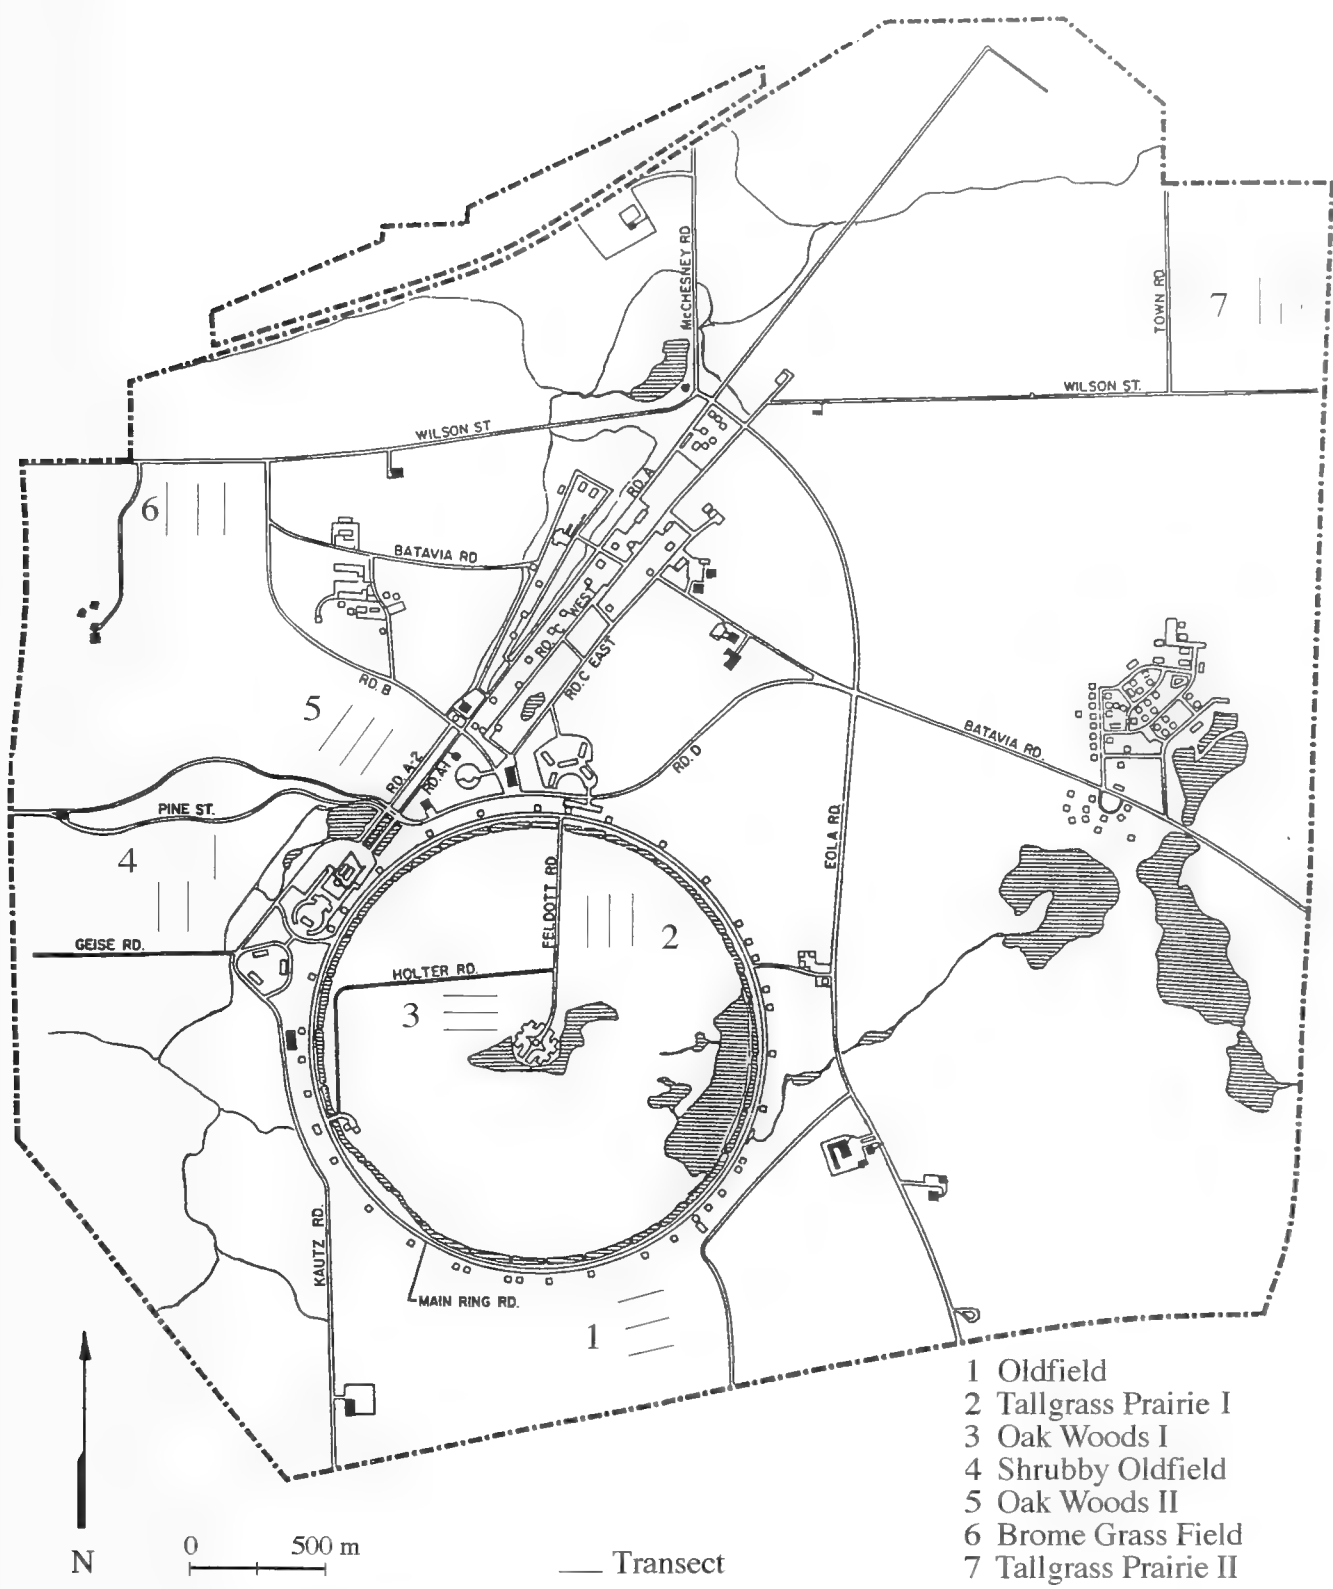 McCHESNEY RD
TOWN RD
7
WILSON ST.
WILSON ST
6
RD. A
BATAVIA RD
RD. C WEST
RD. C EAST
RD. B
5
RD. A-2
RD. A-1
RD. D
BATAVIA RD.
PINE ST.
4
EOLA RD.
FELDOTT RD
2
GEISE RD.
HOLTER RD.
3
KAUTZ RD.
MAIN RING RD.
1
1 Oldfield
2 Tallgrass Prairie I
3 Oak Woods I
4 Shrubby Oldfield
5 Oak Woods II
6 Brome Grass Field
7 Tallgrass Prairie II
N
0 500 m
Transect